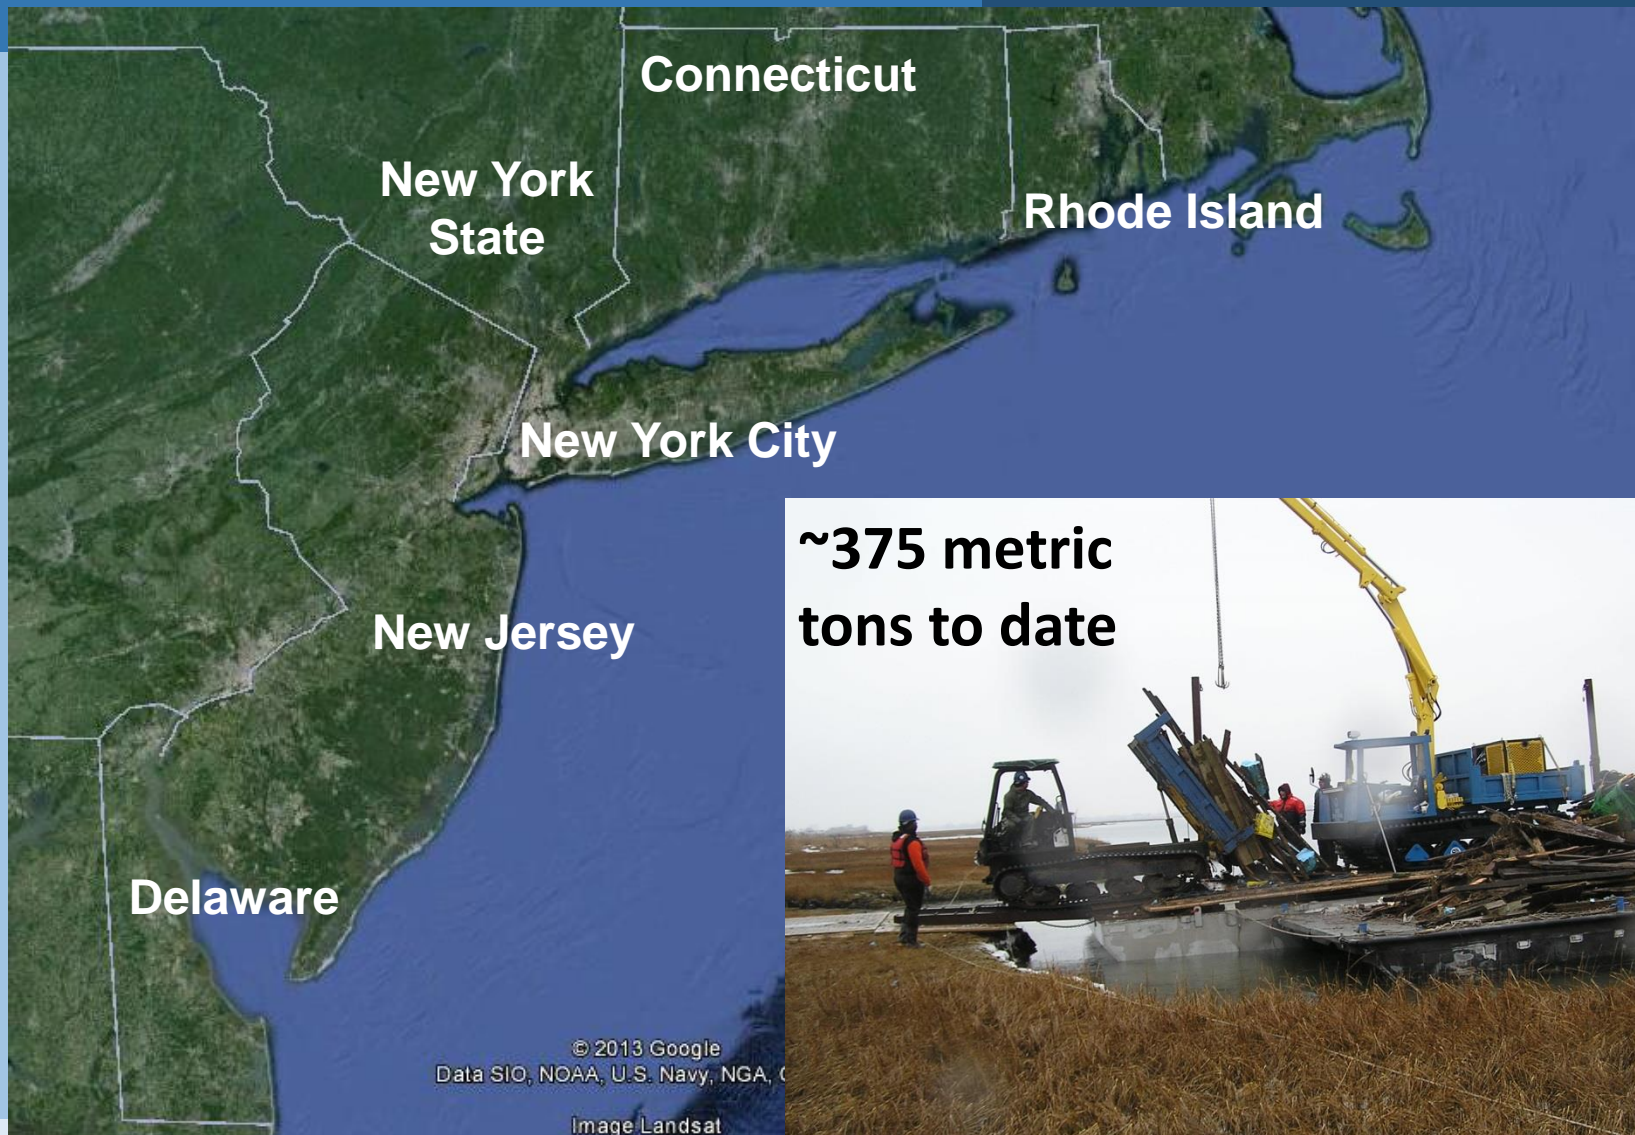 Connecticut
New York
State
Rhode Island
New York City
~375 metric
tons to date
New Jersey
Delaware
© 2013 Google
Data SIO, NOAA, U.S. Navy, NGA,
Image Landsat